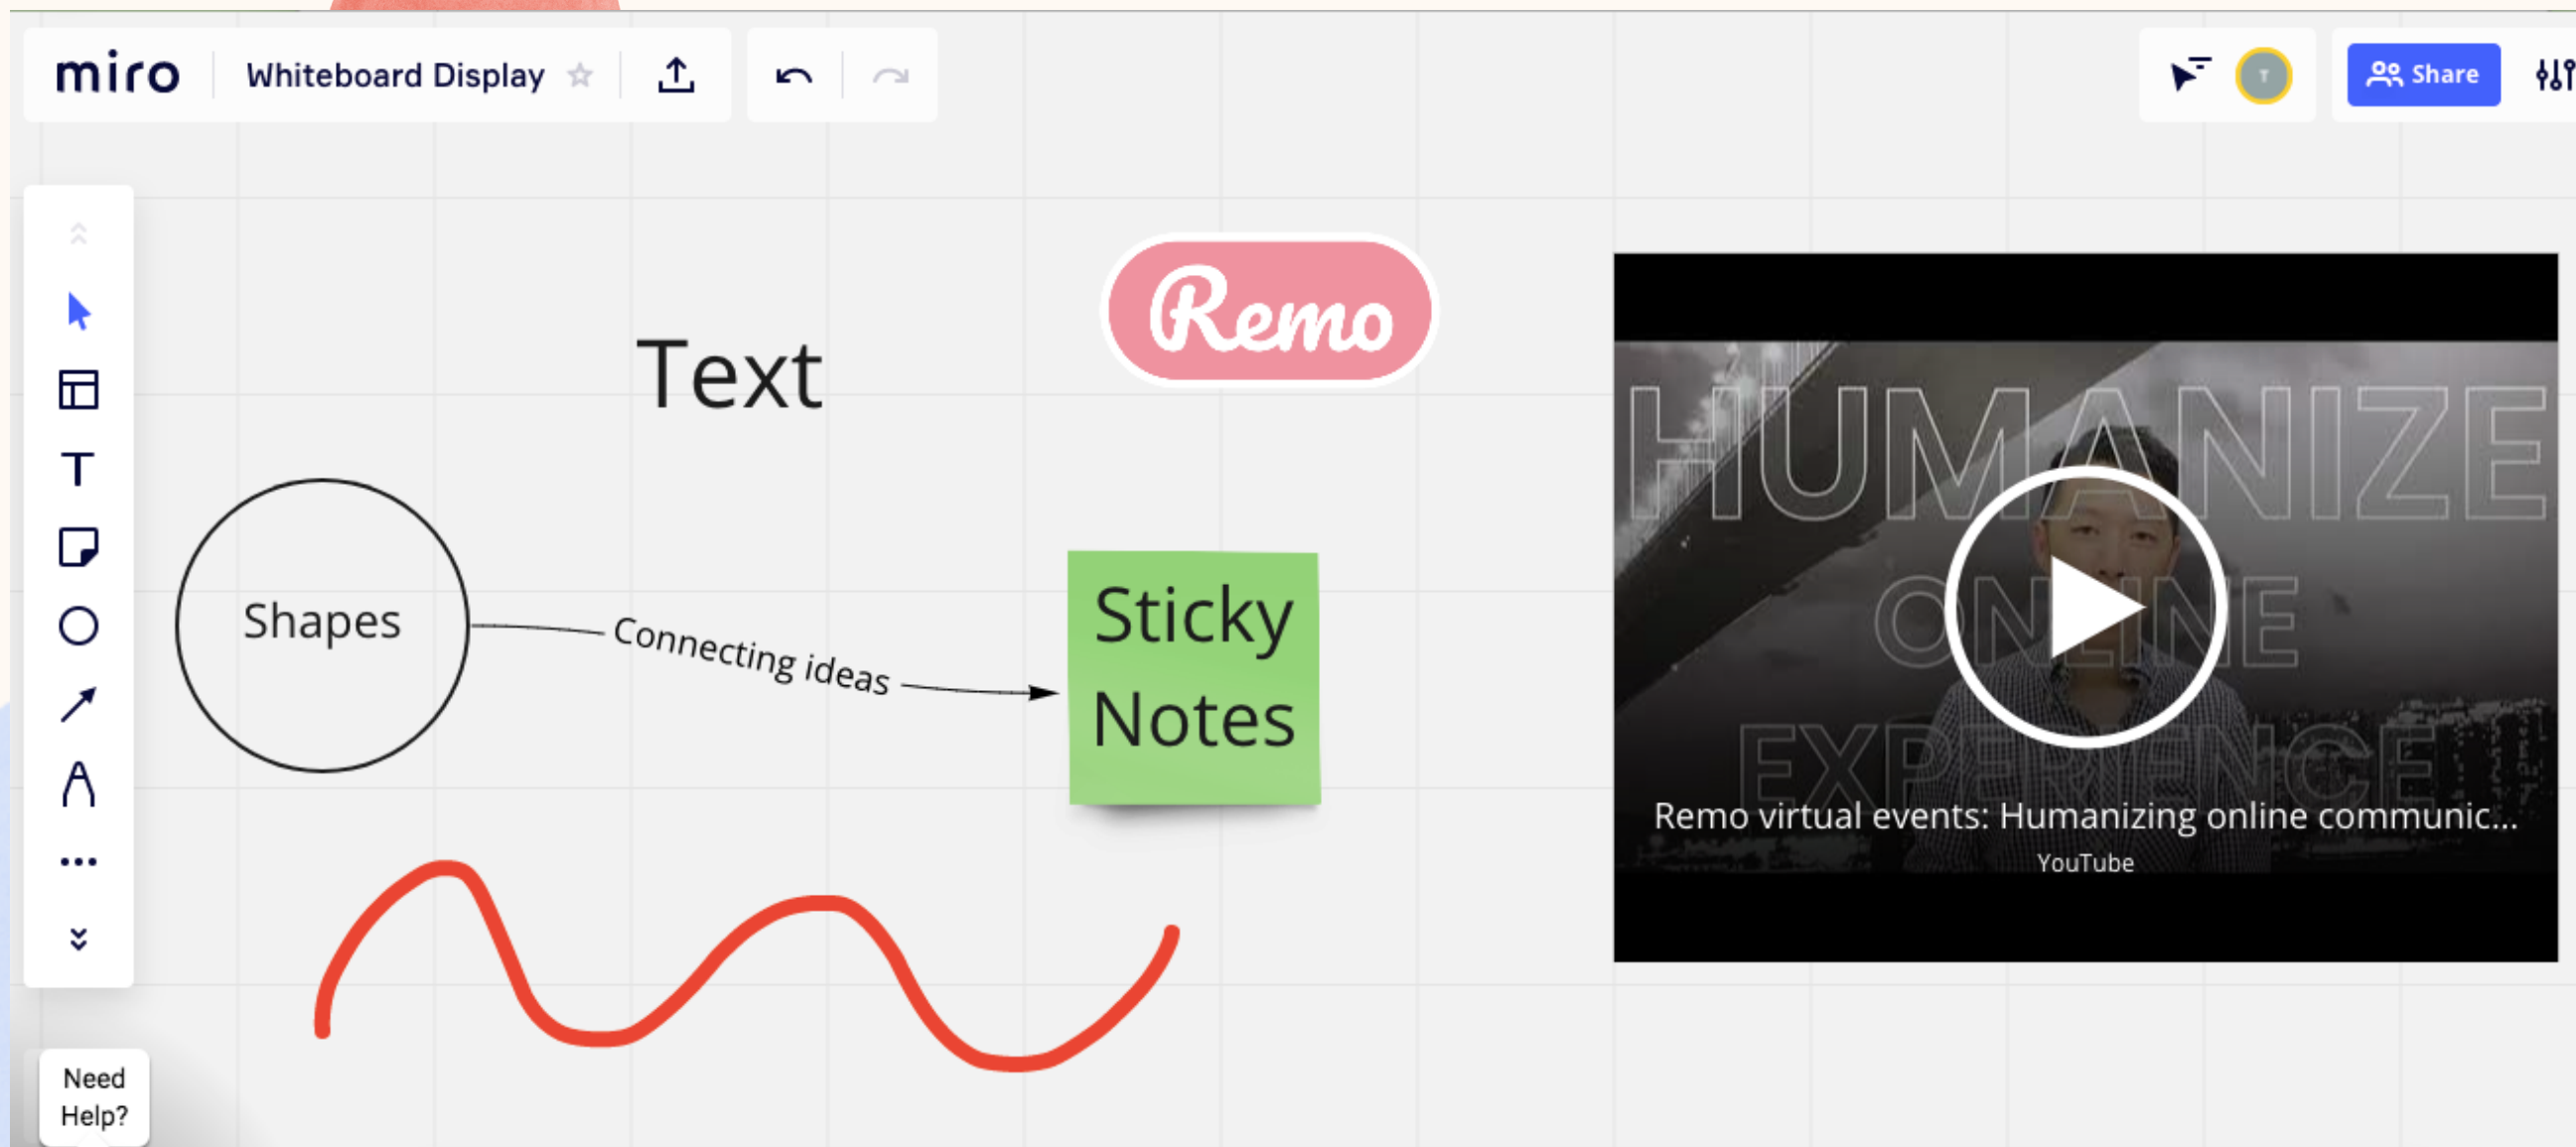 miro
Whiteboard Display
T
Share
Remo
Text
Shapes
Connecting ideas
Sticky
Notes
HUMANIZE
ONLINE
EXPERIENCE
Remo virtual events: Humanizing online communic...
YouTube
Need
Help?